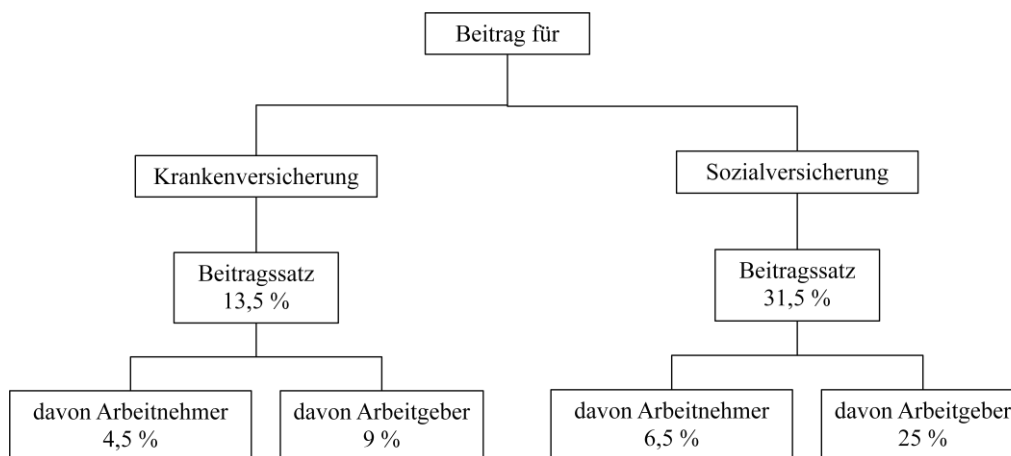 Beitrag für
Krankenversicherung
Sozialversicherung
Beitragssatz
13,5 %
Beitragssatz
31,5 %
davon Arbeitnehmer
4,5 %
davon Arbeitgeber
9 %
davon Arbeitnehmer
6,5 %
davon Arbeitgeber
25 %